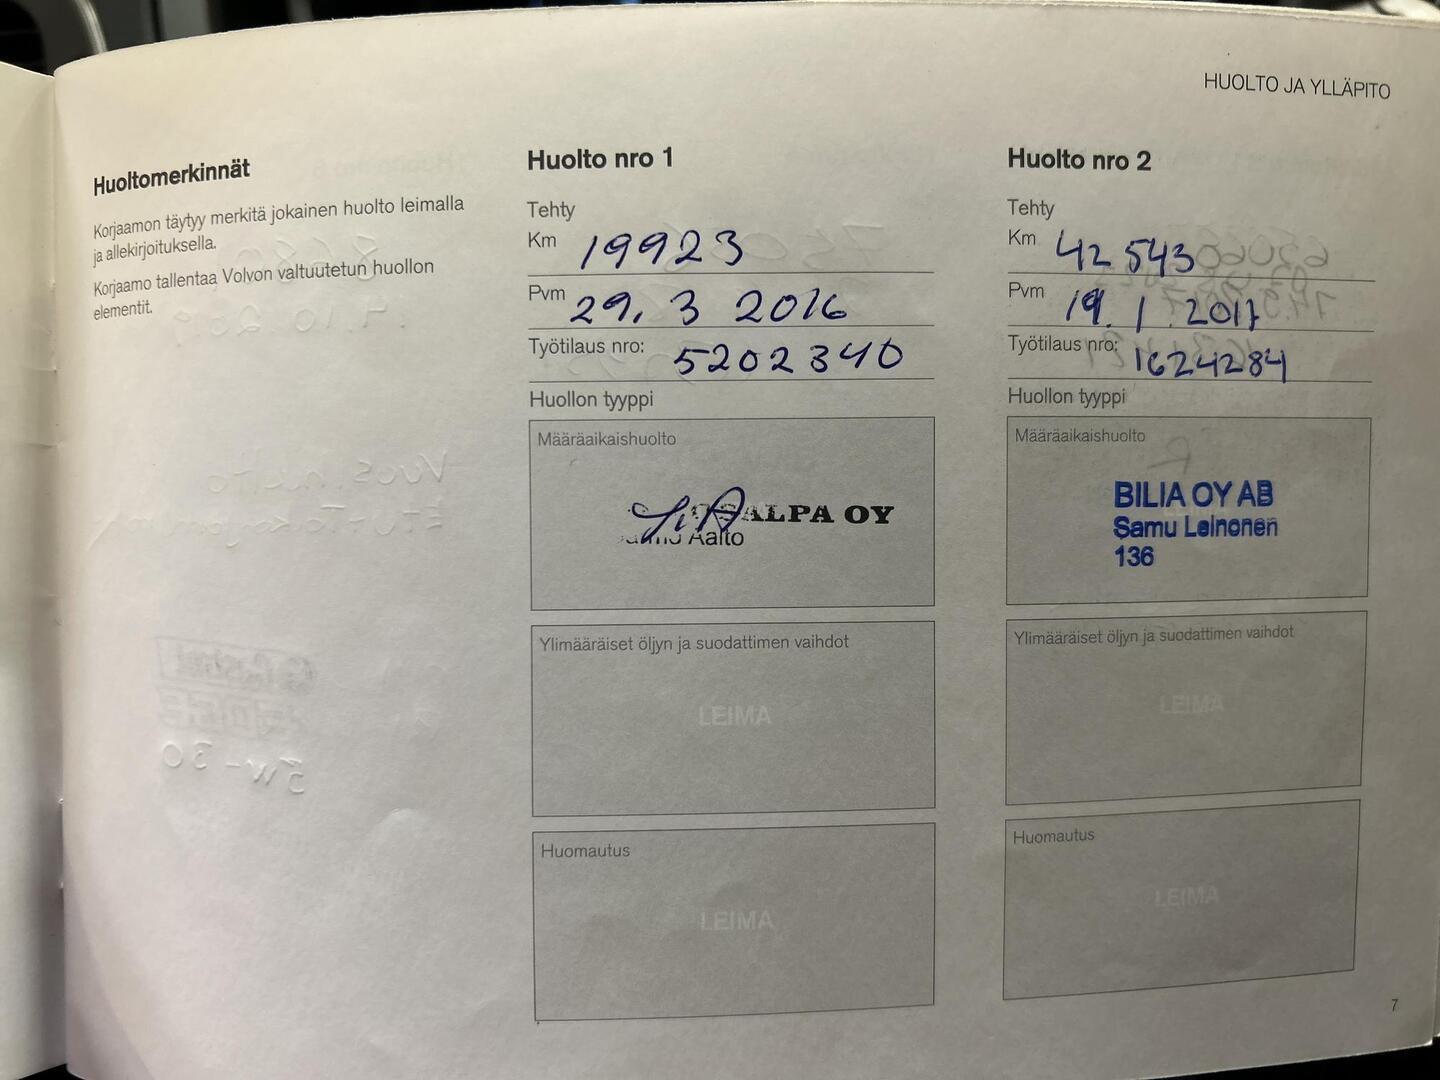 HUOLTO JA YLLÄPITO
Huoltomerkinnät
Korjaamon täytyy merkitä jokainen huolto leimalla
ja allekirjoituksella.
Korjaamo tallentaa Volvon valtuutetun huollon
elementit.
Huolto nro 1
Tehty
Km 19923
Pvm 29. 3 2016
Työtilaus nro: 5202340
Huollon tyyppi
Määräaikaishuolto
ALPA OY
Aalto
Ylimääräiset öljyn ja suodattimen vaihdot
LEIMA
Huomautus
LEIMA
Huolto nro 2
Tehty
Km 42 543
Pvm 19. 1 2017
Työtilaus nro: 1624284
Huollon tyyppi
Määräaikaishuolto
BILIA OY AB
Samu Leinonen
136
Ylimääräiset öljyn ja suodattimen vaihdot
LEIMA
Huomautus
LEIMA
7